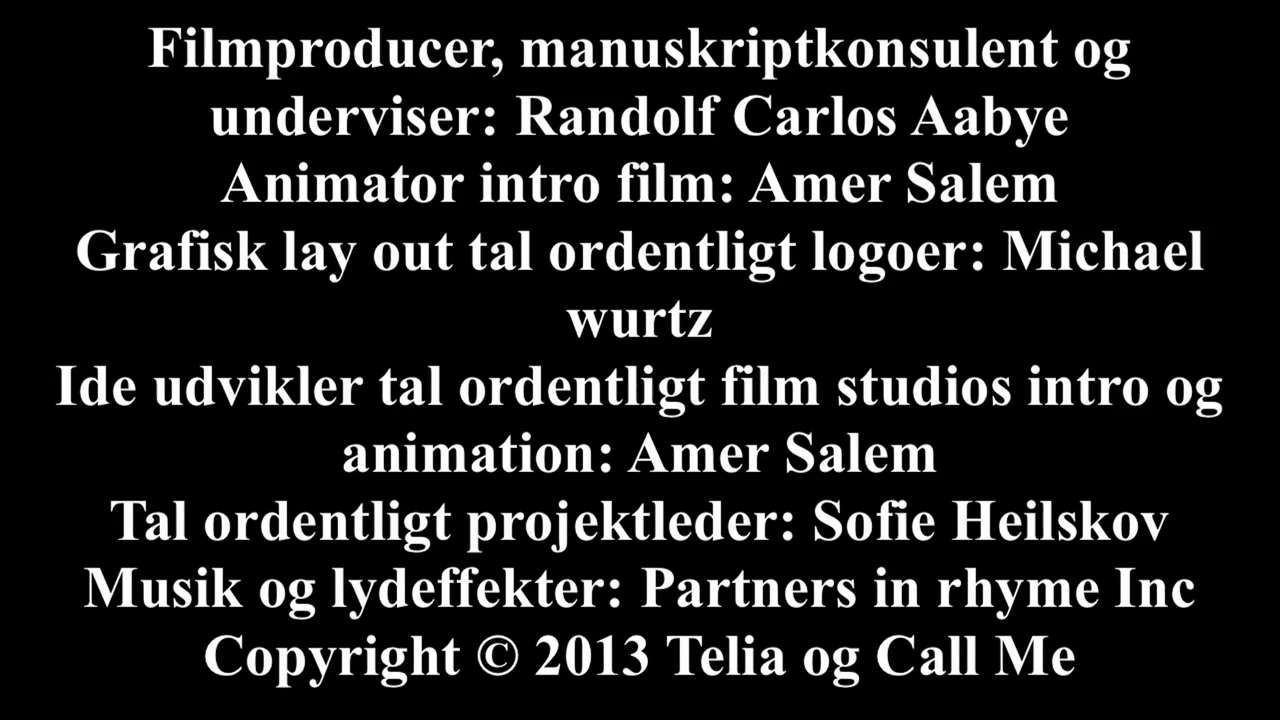 Filmproducer, manuskriptkonsulent og
underviser: Randolf Carlos Aabye
Animator intro film: Amer Salem
Grafisk lay out tal ordentligt logoer: Michael
wurtz
Ide udvikler tal ordentligt film studios intro og
animation: Amer Salem
Tal ordentligt projektleder: Sofie Heilskov
Musik og lydeffekter: Partners in rhyme Inc
Copyright © 2013 Telia og Call Me